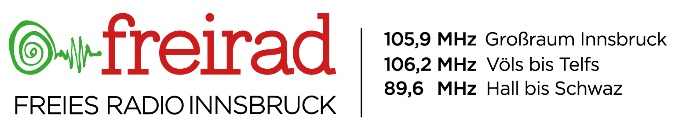 freirad
FREIES RADIO INNSBRUCK
105,9 MHz Großraum Innsbruck
106,2 MHz Völs bis Telfs
89,6 MHz Hall bis Schwaz